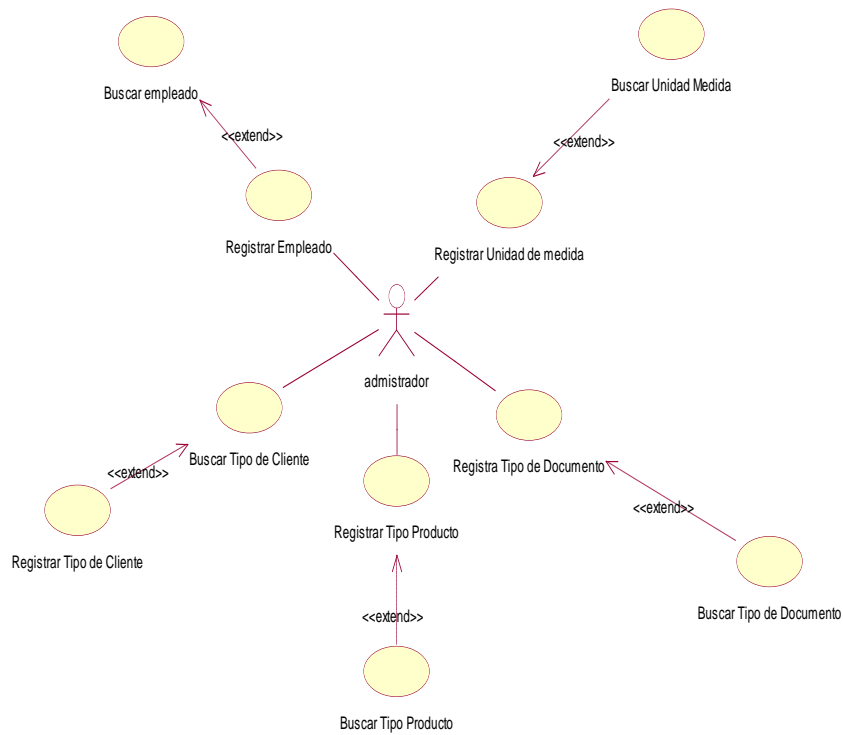 Buscar empleado
Buscar Unidad Medida
<<extend>>
<<extend>>
Registrar Empleado
Registrar Unidad de medida
admistrador
Buscar Tipo de Cliente
Registra Tipo de Documento
<<extend>>
<<extend>>
Registrar Tipo Producto
Registrar Tipo de Cliente
<<extend>>
Buscar Tipo de Documento
Buscar Tipo Producto